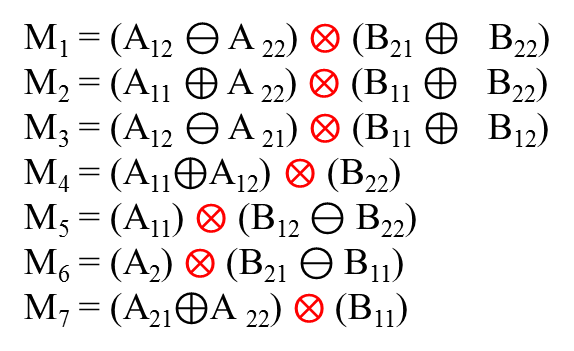 M₁ = (A₁₂ ⊖ A ₂₂) ⊗ (B₂₁ ⊕ B₂₂)
M₂ = (A₁₁ ⊕ A ₂₂) ⊗ (B₁₁ ⊕ B₂₂)
M₃ = (A₁₂ ⊖ A ₂₁) ⊗ (B₁₁ ⊕ B₁₂)
M₄ = (A₁₁⊕A₁₂) ⊗ (B₂₂)
M₅ = (A₁₁) ⊗ (B₁₂ ⊖ B₂₂)
M₆ = (A₂) ⊗ (B₂₁ ⊖ B₁₁)
M₇ = (A₂₁⊕A ₂₂) ⊗ (B₁₁)